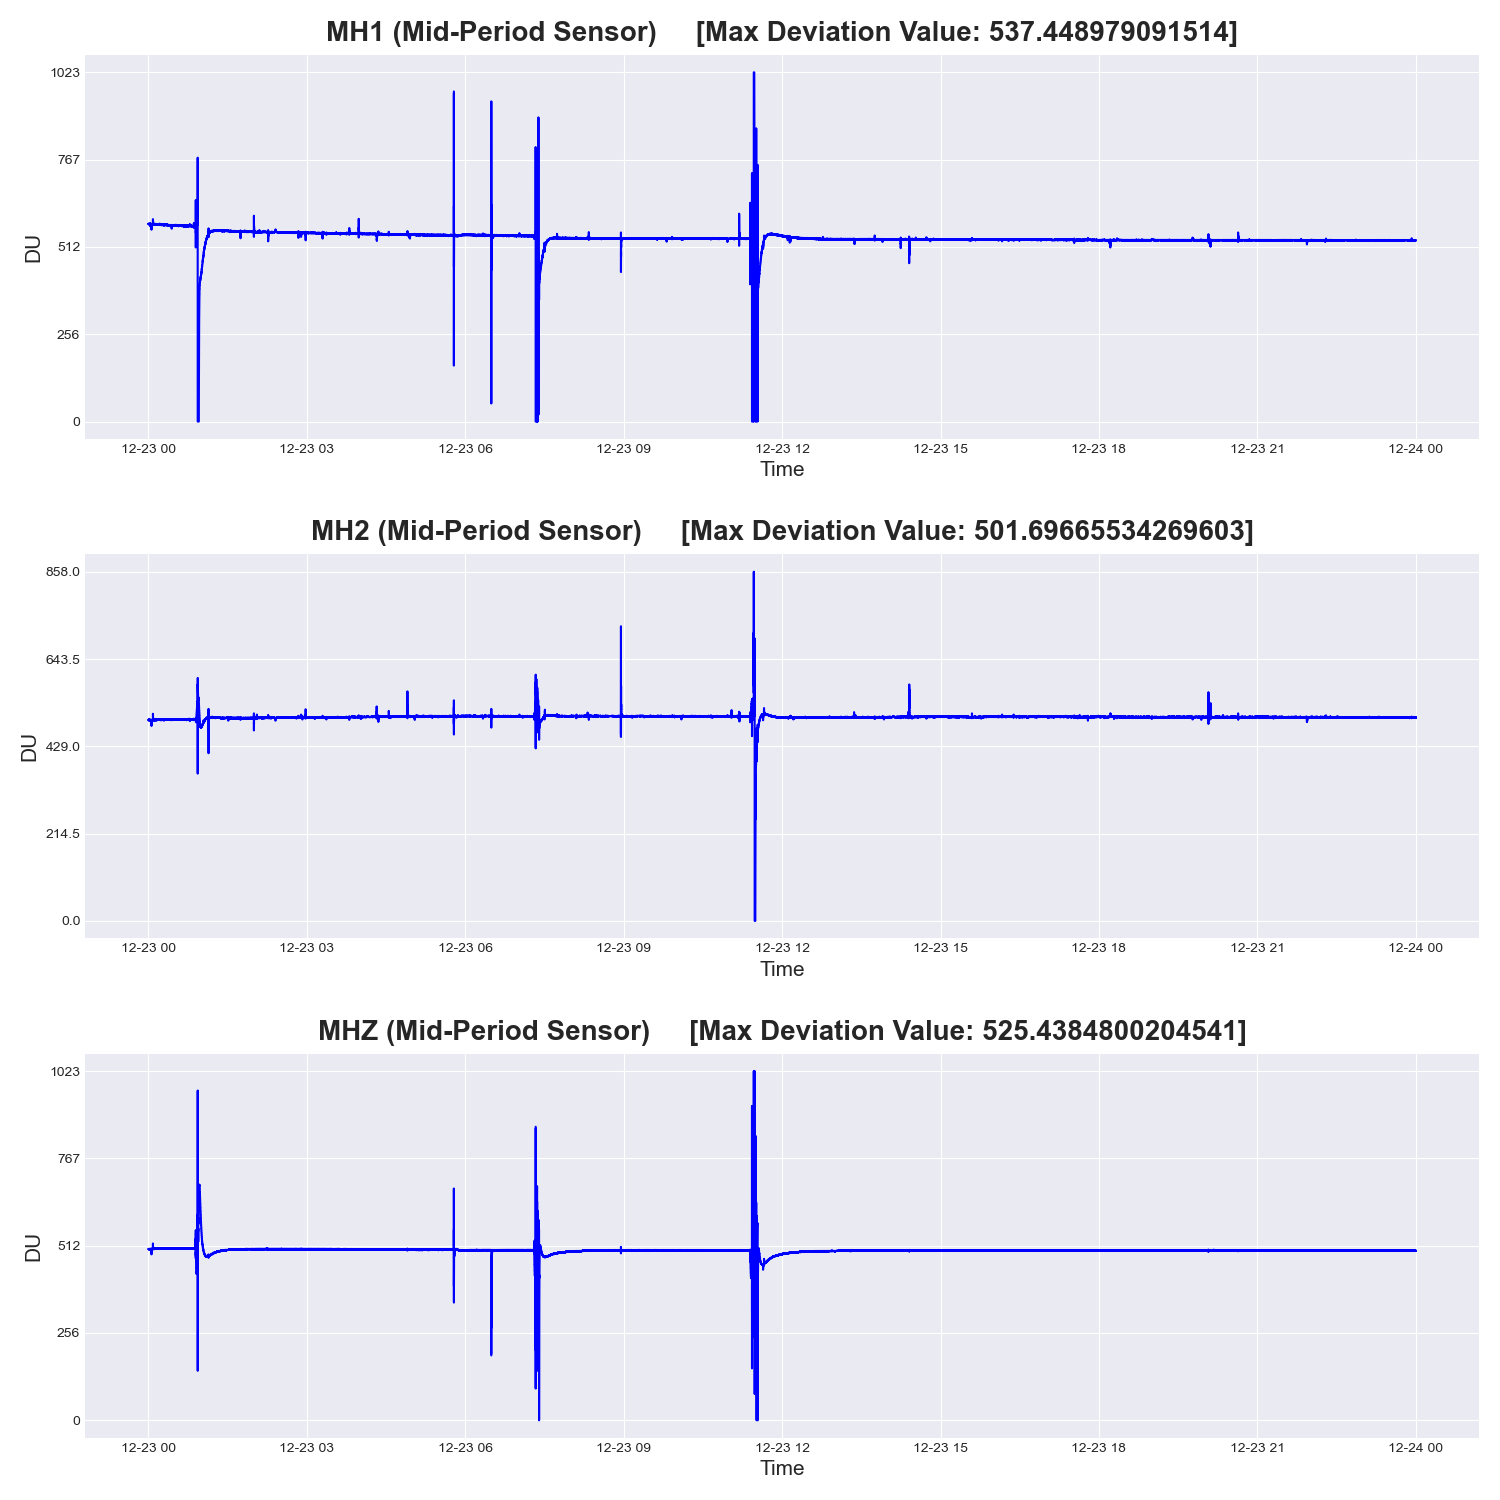 MH1 (Mid-Period Sensor) [Max Deviation Value: 537.448979091514]
1023
767
512
256
0
DU
12-23 00 12-23 03 12-23 06 12-23 09 12-23 12 12-23 15 12-23 18 12-23 21 12-24 00
Time
MH2 (Mid-Period Sensor) [Max Deviation Value: 501.69665534269603]
858.0
643.5
429.0
214.5
0.0
DU
12-23 00 12-23 03 12-23 06 12-23 09 12-23 12 12-23 15 12-23 18 12-23 21 12-24 00
Time
MHZ (Mid-Period Sensor) [Max Deviation Value: 525.4384800204541]
1023
767
512
256
0
DU
12-23 00 12-23 03 12-23 06 12-23 09 12-23 12 12-23 15 12-23 18 12-23 21 12-24 00
Time